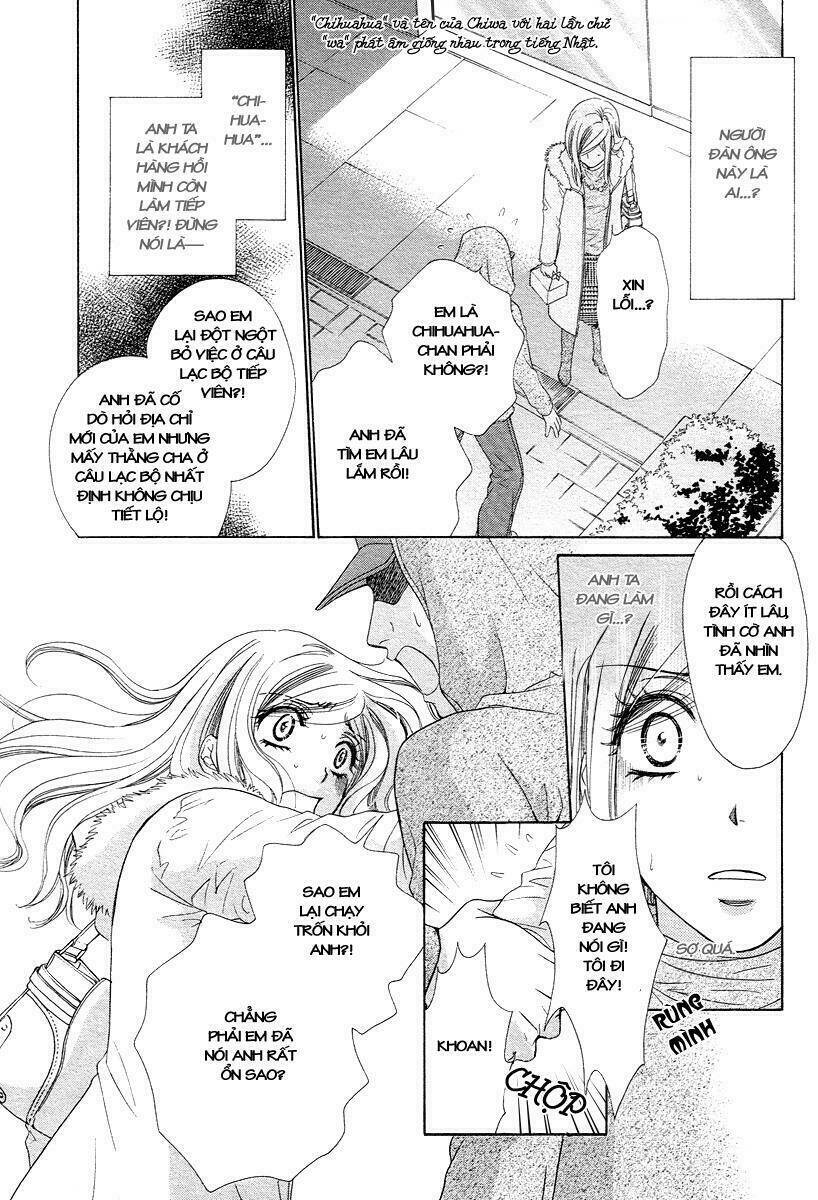 "Chihuahua" và tên của Chiwa với hai lần chữ
"wa" phát âm giống nhau trong tiếng Nhật.
NGƯỜI
ĐÀN ÔNG
NÀY LÀ
AI...?
XIN
LỖI...?
EM LÀ
CHIHUAHUA-
CHAN PHẢI
KHÔNG?!
ANH ĐÃ
TÌM EM LÂU
LẮM RỒI!
"CHI-
HUA-
HUA"...
ANH TA
LÀ KHÁCH
HÀNG HỒI
MÌNH CÒN
LÀM TIẾP
VIÊN?! ĐỪNG
NÓI LÀ—
SAO EM
LẠI ĐỘT NGỘT
BỎ VIỆC Ở CÂU
LẠC BỘ TIẾP
VIÊN?!
ANH ĐÃ CỐ
DÒ HỎI ĐỊA CHỈ
MỚI CỦA EM NHƯNG
MẤY THẰNG CHA Ở
CÂU LẠC BỘ NHẤT
ĐỊNH KHÔNG CHỊU
TIẾT LỘ!
RỒI CÁCH
ĐÂY ÍT LÂU,
TÌNH CỜ ANH
ĐÃ NHÌN
THẤY EM.
ANH TA
ĐANG LÀM
GÌ...?
SỢ QUÁ.
RÙNG
MÌNH
TÔI
KHÔNG
BIẾT ANH
ĐANG
NÓI GÌ!
TÔI ĐI
ĐÂY!
KHOAN!
CHỘP
SAO EM
LẠI CHẠY
TRỐN KHỎI
ANH?!
CHẲNG
PHẢI EM ĐÃ
NÓI ANH RẤT
ỔN SAO?